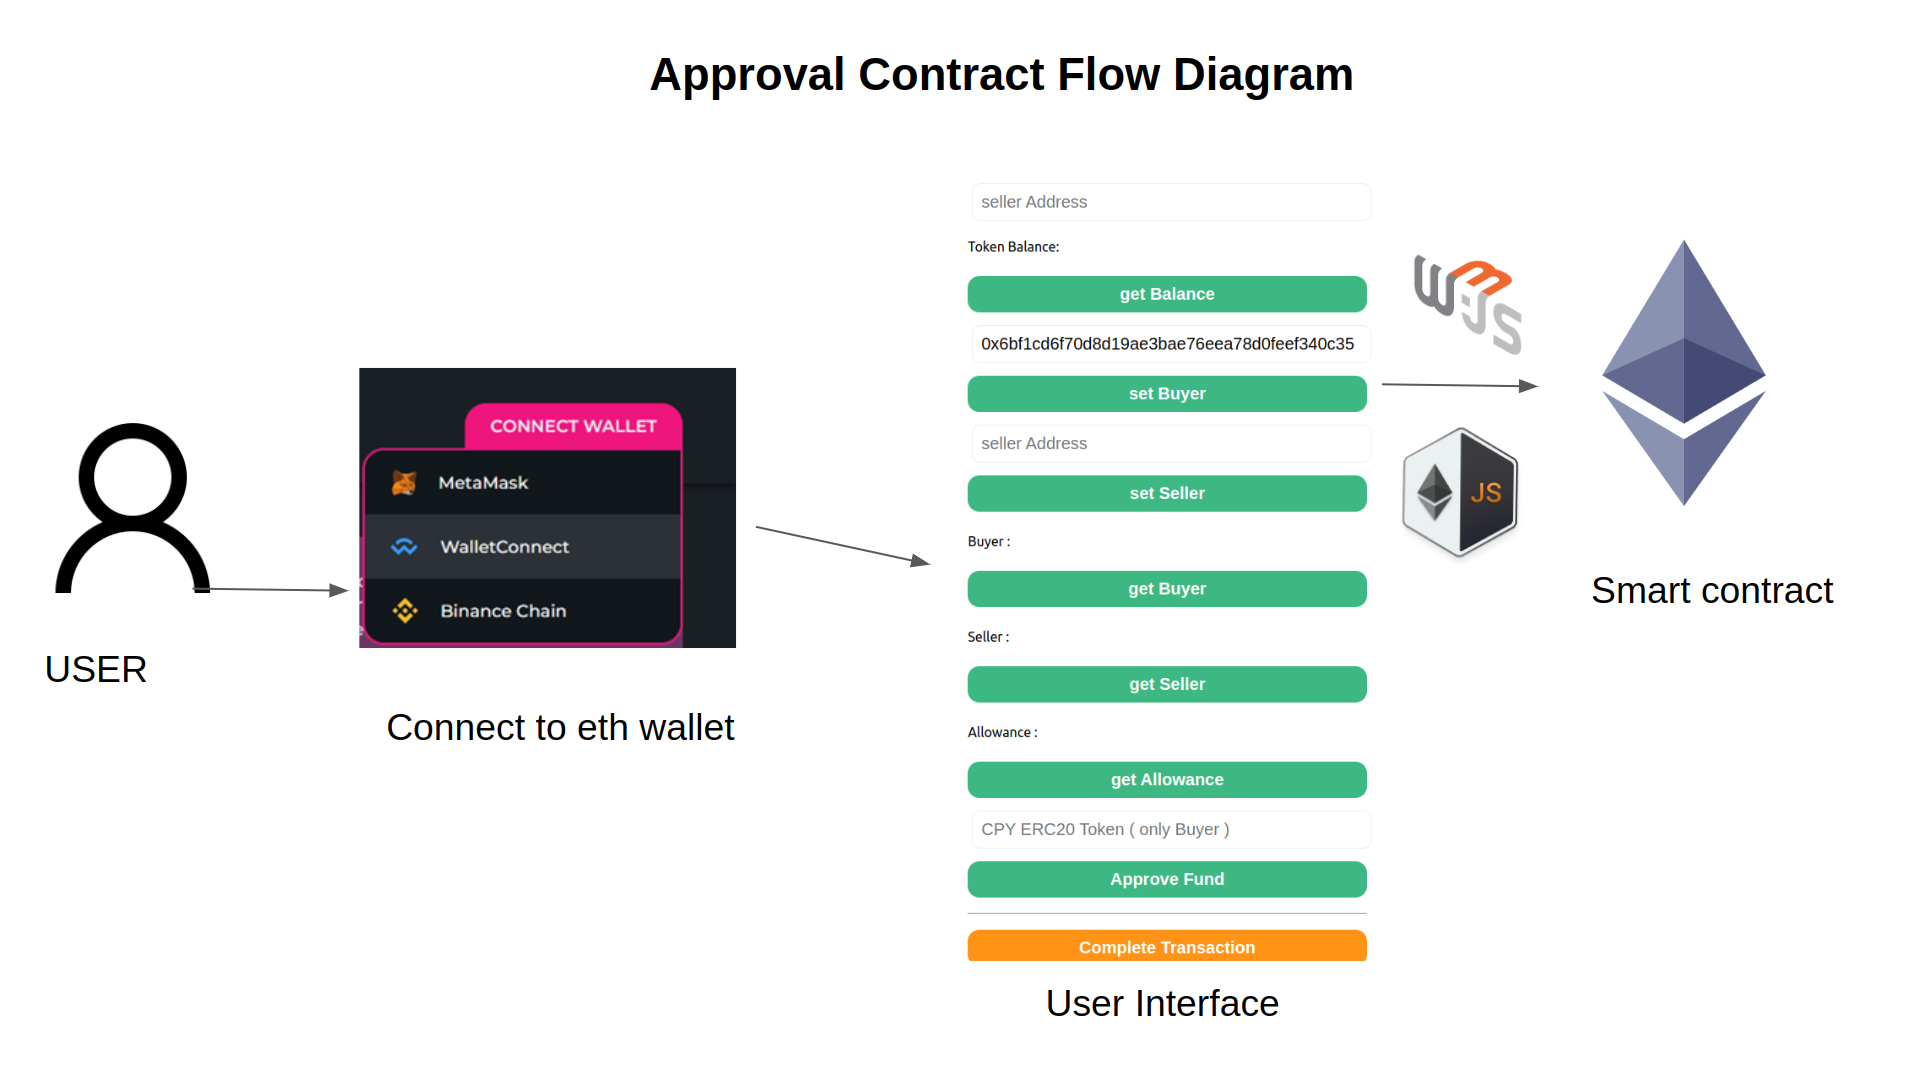 Approval Contract Flow Diagram
seller Address
Token Balance:
get Balance
0x6bf1cd6f70d8d19ae3bae76eea78d0feef340c35
set Buyer
seller Address
set Seller
Buyer :
get Buyer
Seller :
get Seller
Allowance :
get Allowance
CPY ERC20 Token ( only Buyer )
Approve Fund
Complete Transaction
User Interface
CONNECT WALLET
MetaMask
WalletConnect
Binance Chain
Connect to eth wallet
USER
JS
JS
Smart contract